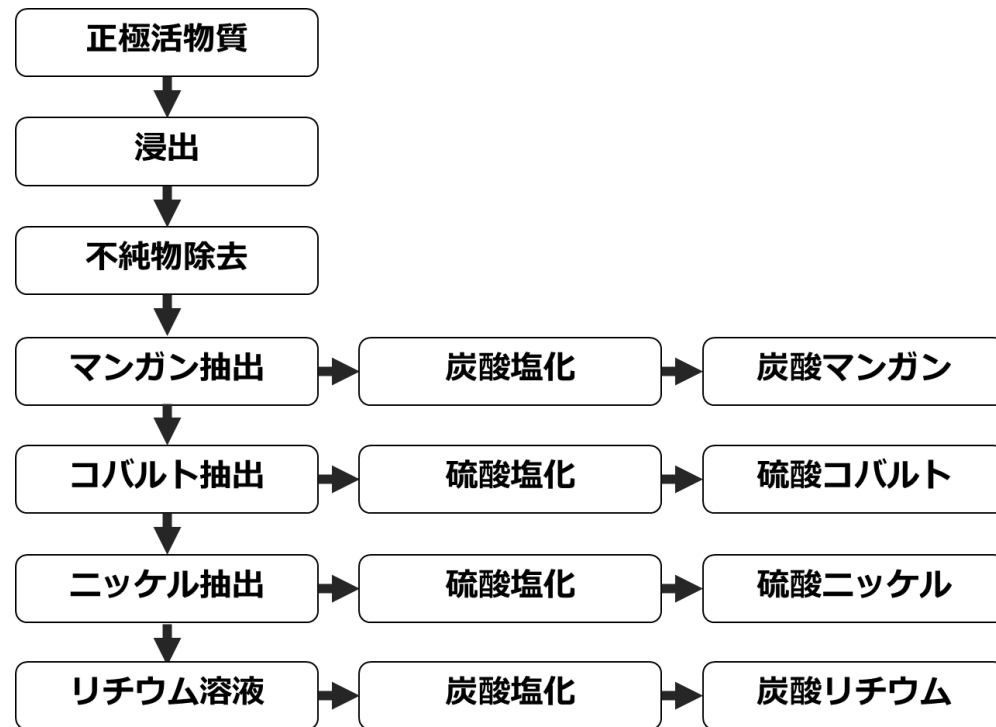 正極活物質
浸出
不純物除去
マンガン抽出
炭酸塩化
炭酸マンガン
コバルト抽出
硫酸塩化
硫酸コバルト
ニッケル抽出
硫酸塩化
硫酸ニッケル
リチウム溶液
炭酸塩化
炭酸リチウム